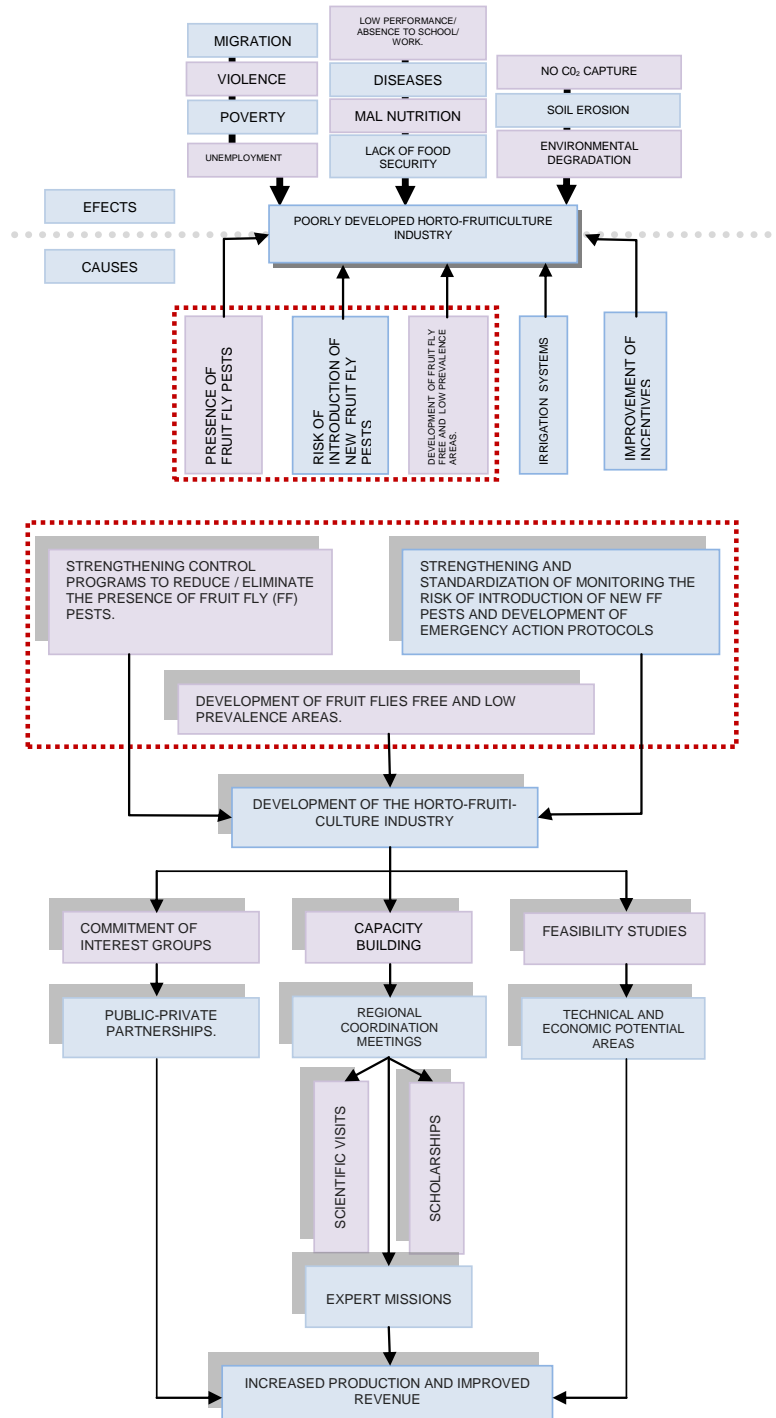 MIGRATION
VIOLENCE
POVERTY
UNEMPLOYMENT
LOW PERFORMANCE/
ABSENCE TO SCHOOL/
WORK.
DISEASES
MAL NUTRITION
LACK OF FOOD
SECURITY
NO C0₂ CAPTURE
SOIL EROSION
ENVIRONMENTAL
DEGRADATION
EFECTS
POORLY DEVELOPED HORTO-FRUITICULTURE
INDUSTRY
CAUSES
PRESENCE OF
FRUIT FLY PESTS
RISK OF
INTRODUCTION OF
NEW FRUIT FLY
PESTS
DEVELOPMENT OF FRUIT FLY
FREE AND LOW PREVALENCE
AREAS.
IRRIGATION SYSTEMS
IMPROVEMENT OF
INCENTIVES
STRENGTHENING CONTROL
PROGRAMS TO REDUCE / ELIMINATE
THE PRESENCE OF FRUIT FLY (FF)
PESTS.
STRENGTHENING AND
STANDARDIZATION OF MONITORING THE
RISK OF INTRODUCTION OF NEW FF
PESTS AND DEVELOPMENT OF
EMERGENCY ACTION PROTOCOLS
DEVELOPMENT OF FRUIT FLIES FREE AND LOW
PREVALENCE AREAS.
DEVELOPMENT OF THE HORTO-FRUITI-
CULTURE INDUSTRY
COMMITMENT OF
INTEREST GROUPS
CAPACITY
BUILDING
FEASIBILITY STUDIES
PUBLIC-PRIVATE
PARTNERSHIPS.
REGIONAL
COORDINATION
MEETINGS
TECHNICAL AND
ECONOMIC POTENTIAL
AREAS
SCIENTIFIC VISITS
SCHOLARSHIPS
EXPERT MISSIONS
INCREASED PRODUCTION AND IMPROVED
REVENUE